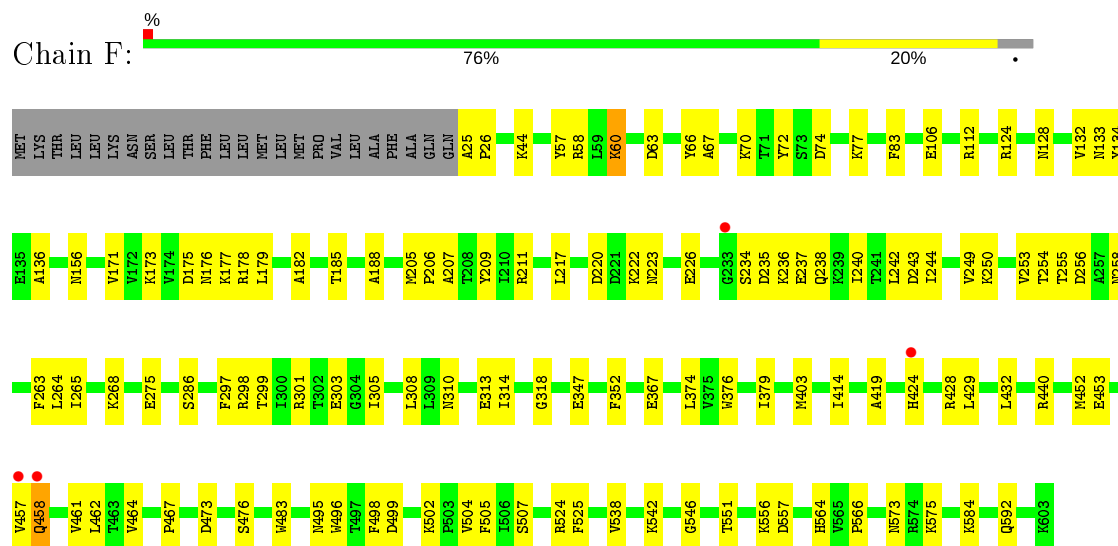 %
Chain F:
76% 20% •
MET LYS THR LEU LEU LYS ASN SER LEU THR PHE LEU LEU MET LEU MET PRO VAL LEU ALA PHE ALA GLN GLN A25 P26 K44 Y57 R58 L59 K60 D63 Y66 A67 K70 T71 Y72 S73 D74 K77 F83 E106 R112 R124 N128 V132 N133 Y134
E135 A136 N156 V171 V172 K173 V174 D175 N176 K177 R178 L179 A182 T185 A188 M205 P206 A207 T208 Y209 I210 R211 L217 D220 D221 K222 N223 E226 G233 S234 D235 K236 E237 Q238 K239 I240 T241 L242 D243 I244 V249 K250 V253 T254 T255 D256 A257 N258
F263 L264 I265 K268 E275 S286 F297 R298 T299 I300 R301 T302 E303 G304 I305 L308 L309 N310 E313 I314 G318 E347 F352 E367 L374 V375 W376 I379 M403 I414 A419 H424 R428 L429 L432 R440 M452 E453
V457 Q458 V461 L462 T463 V464 P467 D473 S476 W483 N495 W496 T497 F498 D499 K502 P503 V504 F505 I506 S507 R524 F525 V538 K542 G546 T551 K556 D557 H564 V565 P566 N573 R574 K575 K584 Q592 K603